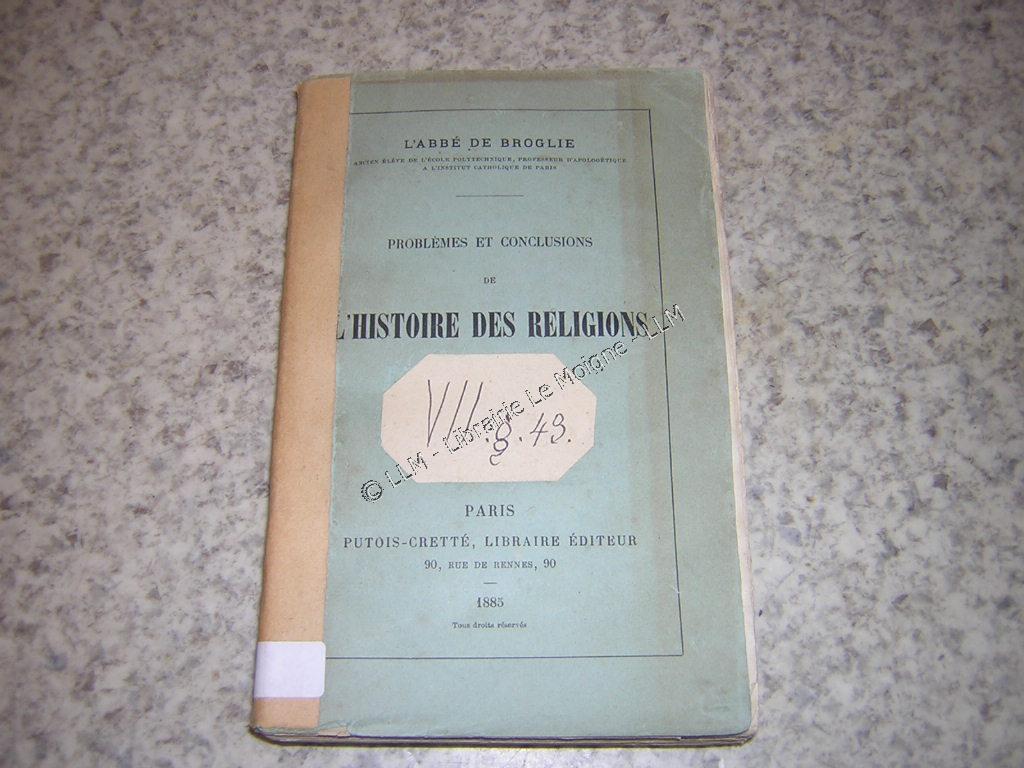 L'ABBÉ DE BROGLIE
ANCIEN ÉLÈVE DE L'ÉCOLE POLYTECHNIQUE, PROFESSEUR D'APOLOGÉTIQUE
A L'INSTITUT CATHOLIQUE DE PARIS
PROBLÈMES ET CONCLUSIONS
DE
L'HISTOIRE DES RELIGIONS
VII.g.43.
© LLM - Librairie Le Moigne - LLM
PARIS
PUTOIS-CRETTÉ, LIBRAIRE ÉDITEUR
90, RUE DE RENNES, 90
1885
Tous droits réservés